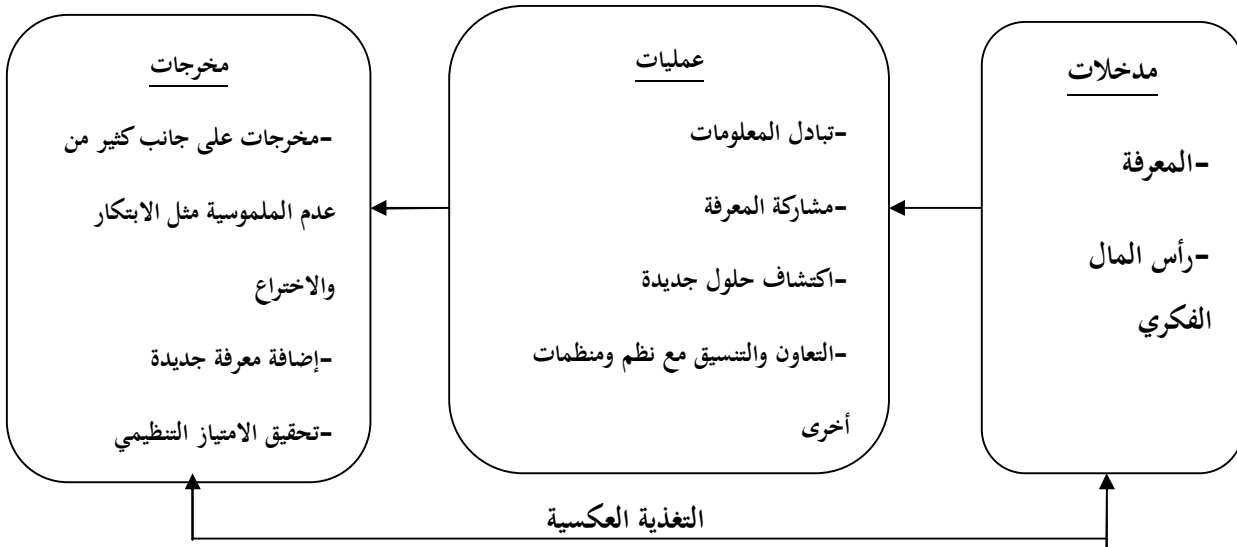 مدخلات
-المعرفة
-رأس المال
الفكري
عمليات
-تبادل المعلومات
-مشاركة المعرفة
-اكتشاف حلول جديدة
-التعاون والتنسيق مع نظم ومنظمات
أخرى
مخرجات
-مخرجات على جانب كثير من
عدم الملموسية مثل الابتكار
والاختراع
-إضافة معرفة جديدة
-تحقيق الامتياز التنظيمي
التغذية العكسية